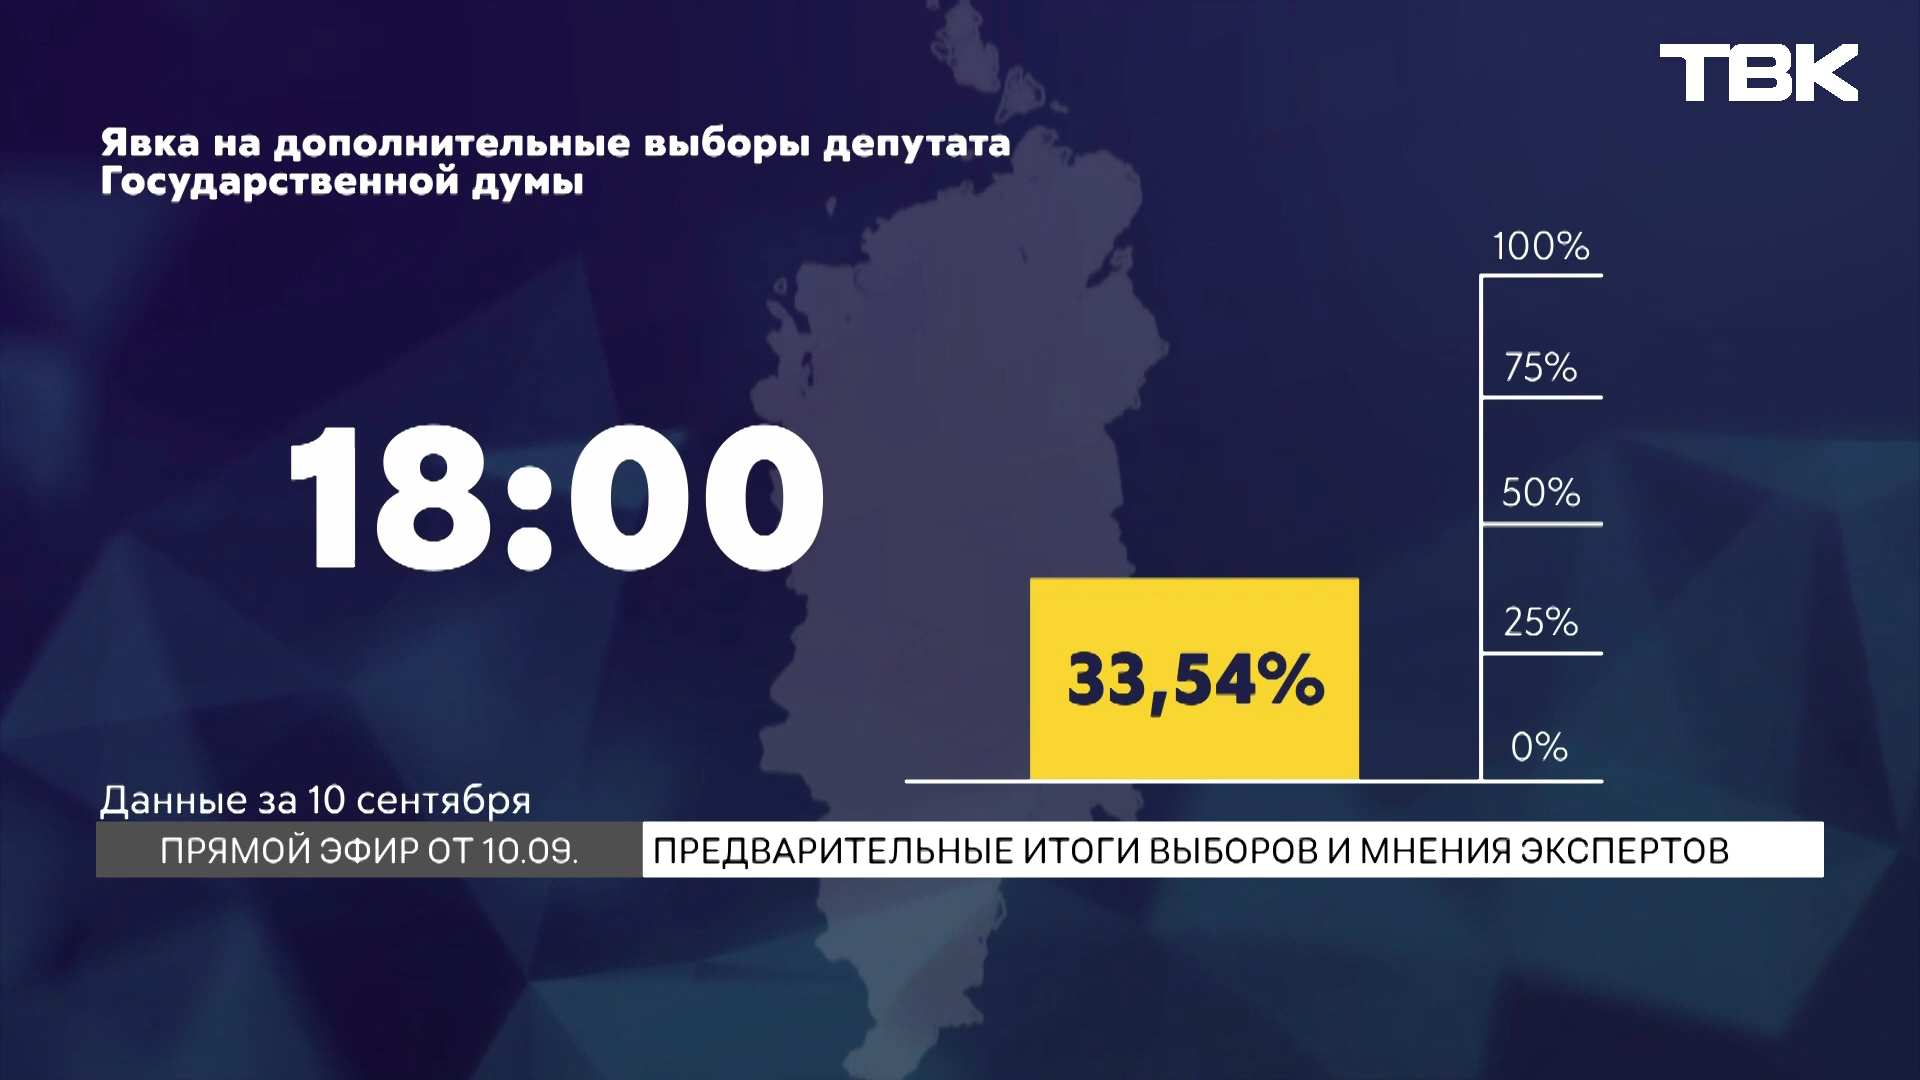 ТВК
Явка на дополнительные выборы депутата
Государственной думы
100%
75%
18:00
50%
25%
33,54%
0%
Данные за 10 сентября
ПРЯМОЙ ЭФИР ОТ 10.09.
ПРЕДВАРИТЕЛЬНЫЕ ИТОГИ ВЫБОРОВ И МНЕНИЯ ЭКСПЕРТОВ